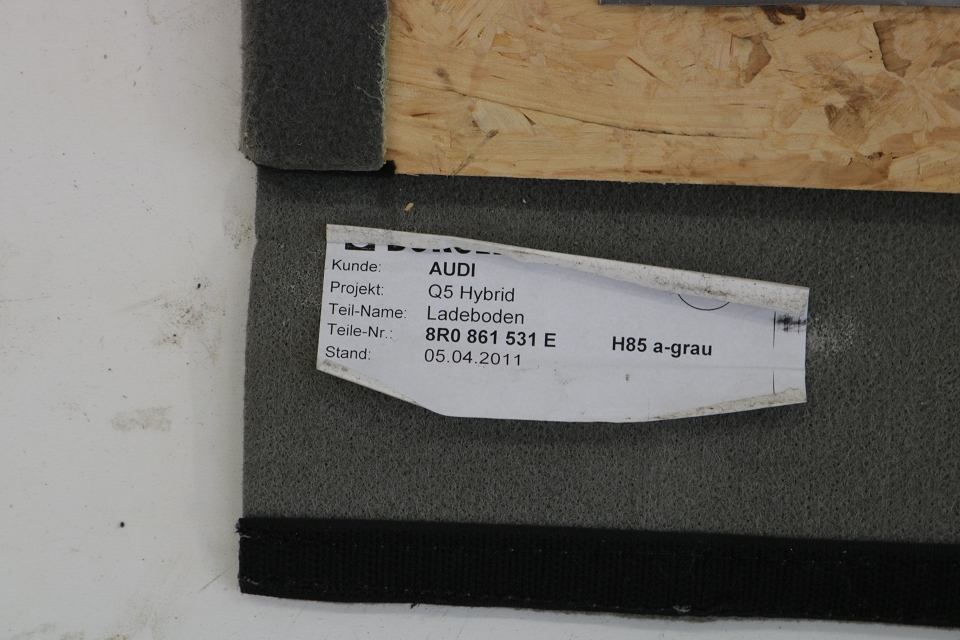 Kunde: AUDI
Projekt: Q5 Hybrid
Teil-Name: Ladeboden
Teile-Nr.: 8R0 861 531 E H85 a-grau
Stand: 05.04.2011